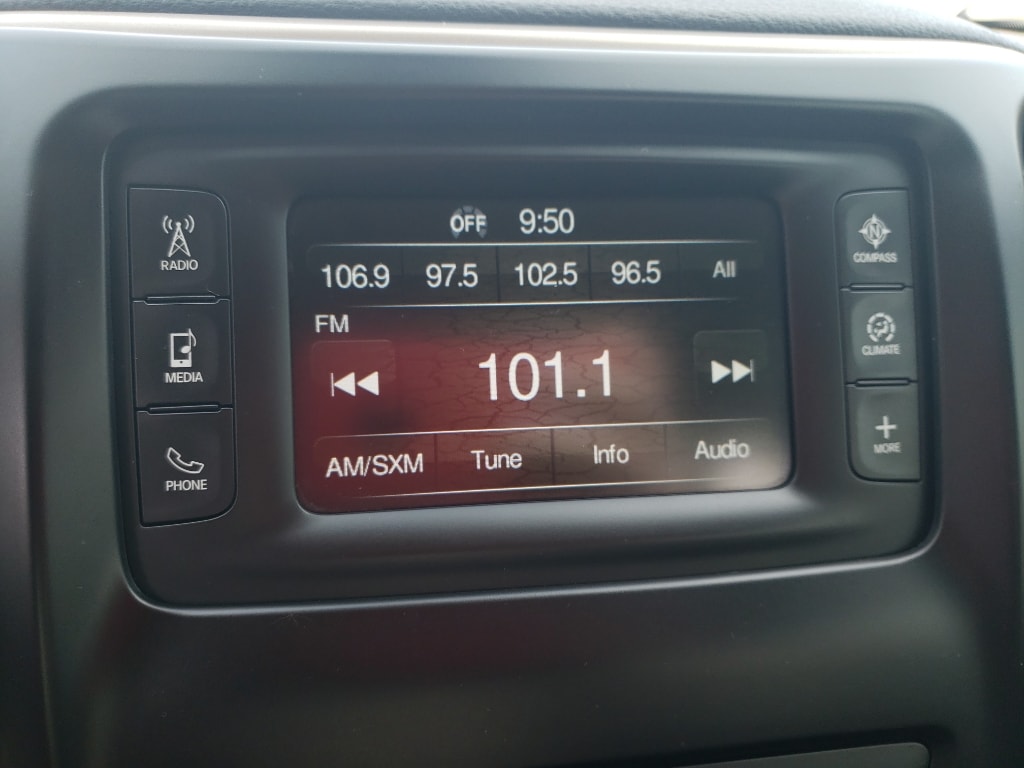 OFF 9:50
106.9 97.5 102.5 96.5 All
FM
101.1
AM/SXM Tune Info Audio
RADIO
MEDIA
PHONE
N
COMPASS
CLIMATE
MORE